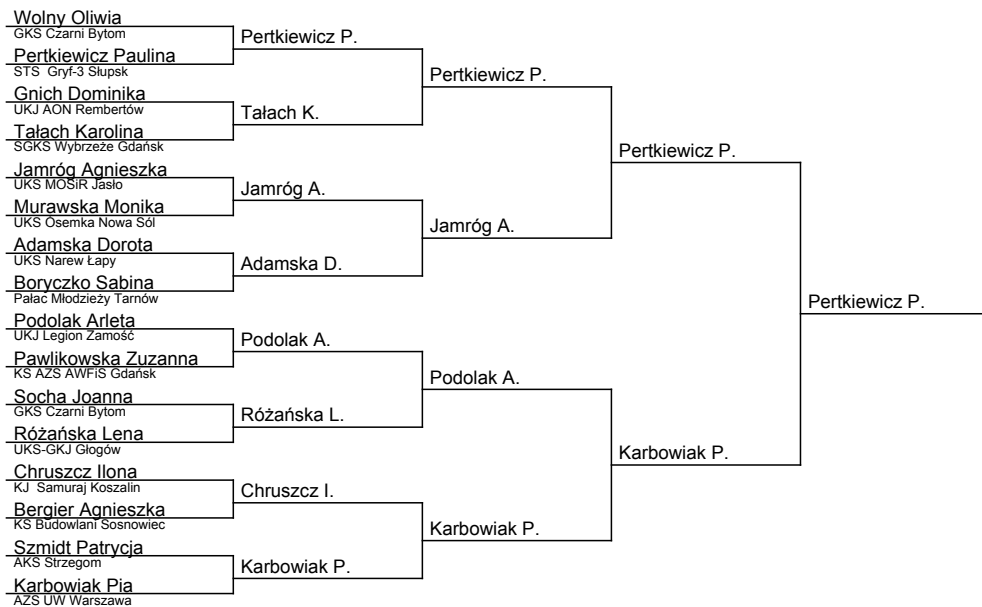 Wolny Oliwia
GKS Czarni Bytom
Pertkiewicz Paulina
STS Gryf-3 Słupsk
Gnich Dominika
UKJ AON Rembertów
Tałach Karolina
SGKS Wybrzeże Gdańsk
Jamróg Agnieszka
UKS MOSiR Jasło
Murawska Monika
UKS Ósemka Nowa Sól
Adamska Dorota
UKS Narew Łapy
Boryczko Sabina
Pałac Młodzieży Tarnów
Podolak Arleta
UKJ Legion Zamość
Pawlikowska Zuzanna
KS AZS AWFiS Gdańsk
Socha Joanna
GKS Czarni Bytom
Różańska Lena
UKS-GKJ Głogów
Chruszcz Ilona
KJ Samuraj Koszalin
Bergier Agnieszka
KS Budowlani Sosnowiec
Szmidt Patrycja
AKS Strzegom
Karbowiak Pia
AZS UW Warszawa
Pertkiewicz P.
Tałach K.
Jamróg A.
Adamska D.
Podolak A.
Różańska L.
Chruszcz I.
Karbowiak P.
Pertkiewicz P.
Jamróg A.
Podolak A.
Karbowiak P.
Pertkiewicz P.
Karbowiak P.
Pertkiewicz P.